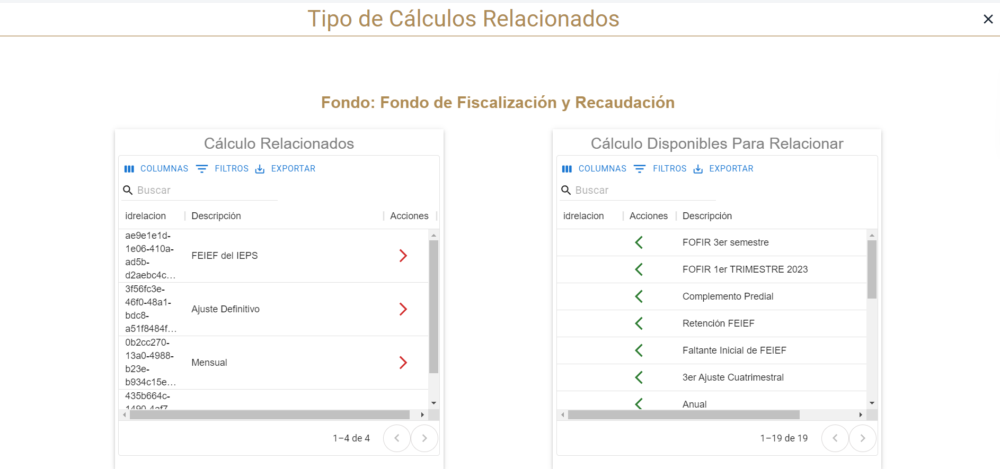 Tipo de Cálculos Relacionados
Fondo: Fondo de Fiscalización y Recaudación
Cálculo Relacionados
COLUMNAS FILTROS EXPORTAR
Buscar
idrelacion Descripción Acciones
ae9e1e1d-
1e06-410a-
ad5b-
d2aebc4c…
FEIEF del IEPS
3f56fc3e-
46f0-48a1-
bdc8-
a51f8484f…
Ajuste Definitivo
0b2cc270-
13a0-4988-
b23e-
b934c15e…
Mensual
435b664c-
1490-4af7-
1–4 de 4
Cálculo Disponibles Para Relacionar
COLUMNAS FILTROS EXPORTAR
Buscar
idrelacion Acciones Descripción
FOFIR 3er semestre
FOFIR 1er TRIMESTRE 2023
Complemento Predial
Retención FEIEF
Faltante Inicial de FEIEF
3er Ajuste Cuatrimestral
Anual
1–19 de 19